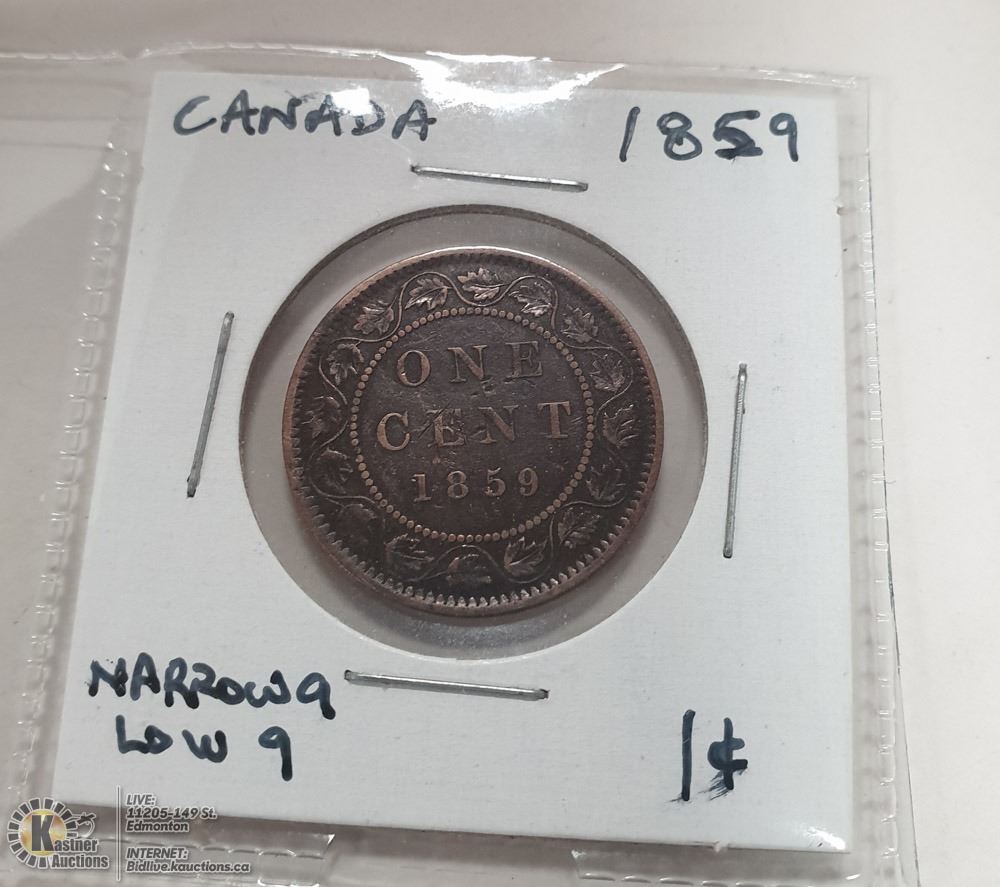 CANADA 1859
ONE
CENT
1859
NARROW 9
LOW 9
1¢
Kastner
Auctions
LIVE:
11205-149 St.
Edmonton
INTERNET:
Bidlive.kauctions.ca